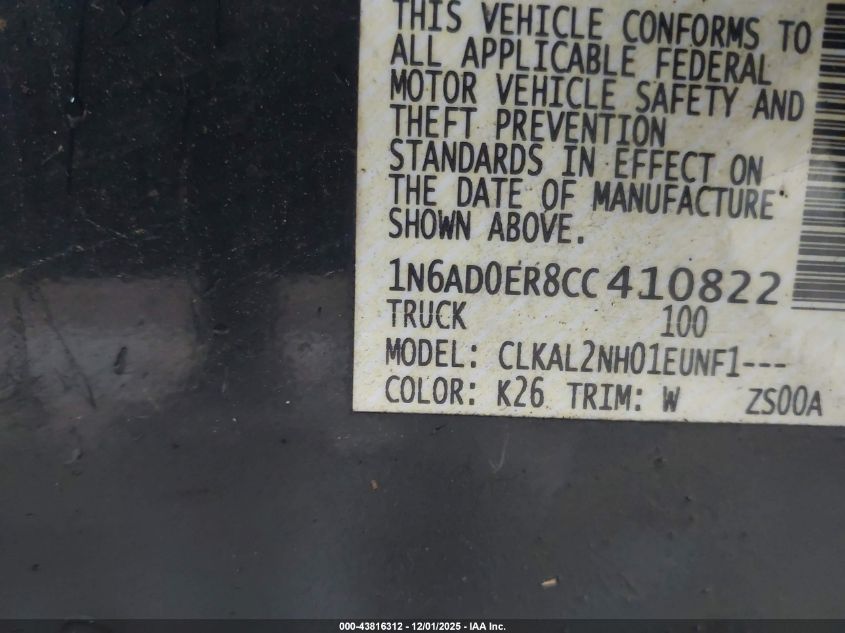 THIS VEHICLE CONFORMS TO
ALL APPLICABLE FEDERAL
MOTOR VEHICLE SAFETY AND
THEFT PREVENTION
STANDARDS IN EFFECT ON
THE DATE OF MANUFACTURE
SHOWN ABOVE.
1N6AD0ER8CC410822
TRUCK 100
MODEL: CLKAL2NH01EUNF1---
COLOR: K26 TRIM: W ZS00A
000-43816312 - 12/01/2025 - IAA Inc.